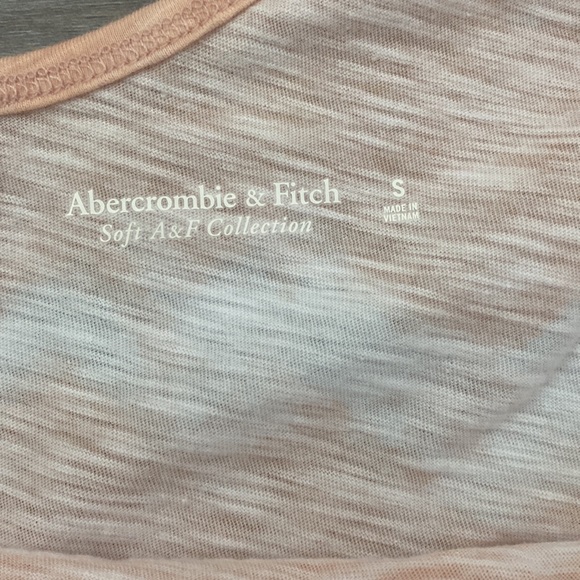 Abercrombie & Fitch
Soft A&F Collection
S
MADE IN
VIETNAM